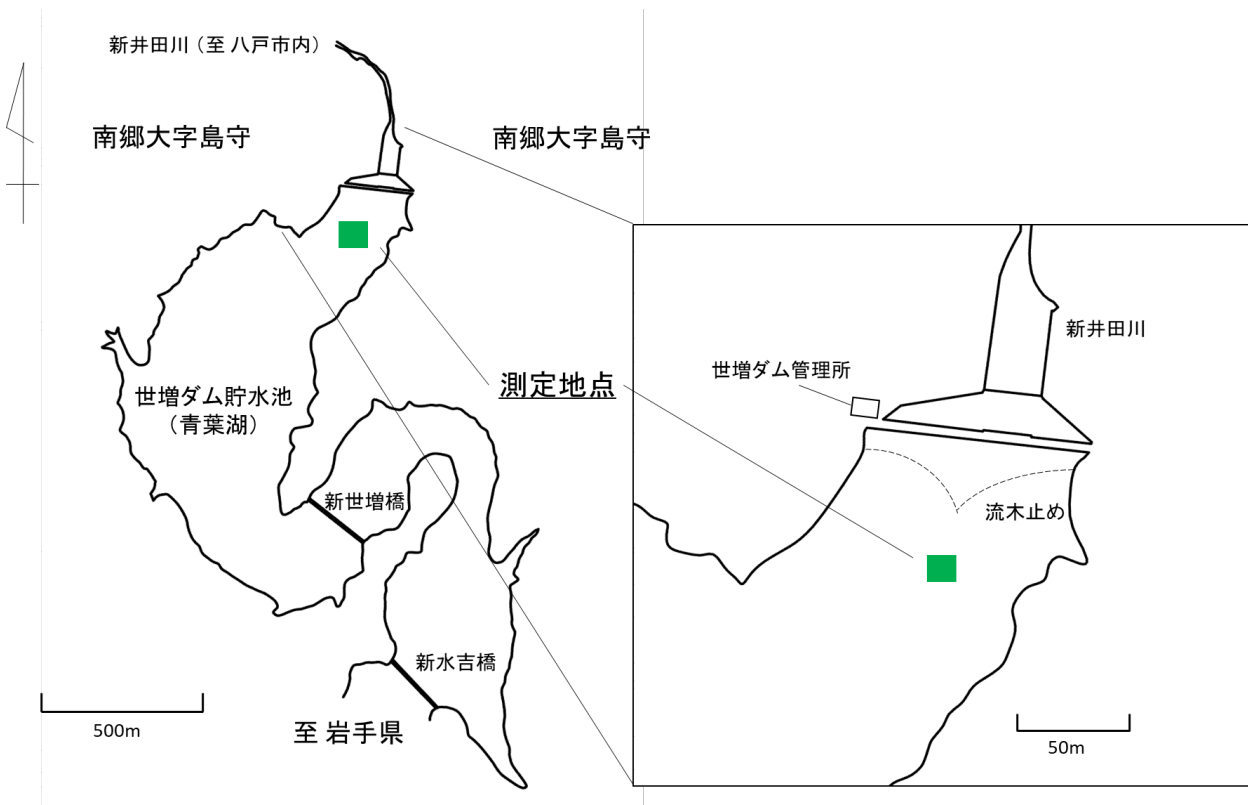 新井田川（至 八戸市内）
南郷大字島守
南郷大字島守
新井田川
世増ダム管理所
測定地点
世増ダム貯水池
（青葉湖）
新世増橋
流木止め
新水吉橋
500m
至 岩手県
50m